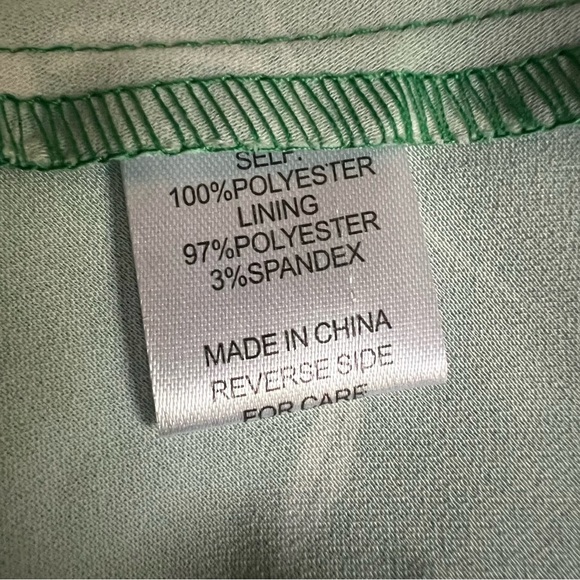 SELF:
100%POLYESTER
LINING
97%POLYESTER
3%SPANDEX
MADE IN CHINA
REVERSE SIDE
FOR CARE